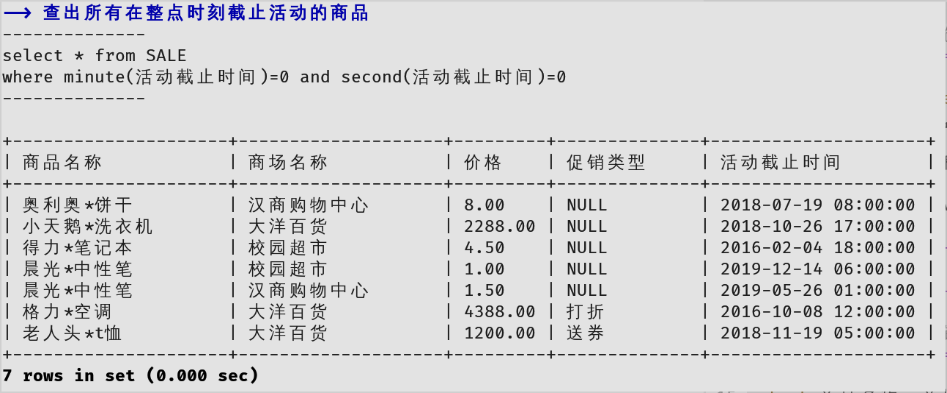 —> 查出所有在整点时刻截止活动的商品
--------------
select * from SALE
where minute(活动截止时间)=0 and second(活动截止时间)=0
--------------
+---------------------+--------------------+---------+--------------+---------------------+
| 商品名称 | 商场名称 | 价格 | 促销类型 | 活动截止时间 |
+---------------------+--------------------+---------+--------------+---------------------+
| 奥利奥*饼干 | 汉商购物中心 | 8.00 | NULL | 2018-07-19 08:00:00 |
| 小天鹅*洗衣机 | 大洋百货 | 2288.00 | NULL | 2018-10-26 17:00:00 |
| 得力*笔记本 | 校园超市 | 4.50 | NULL | 2016-02-04 18:00:00 |
| 晨光*中性笔 | 校园超市 | 1.00 | NULL | 2019-12-14 06:00:00 |
| 晨光*中性笔 | 汉商购物中心 | 1.50 | NULL | 2019-05-26 01:00:00 |
| 格力*空调 | 大洋百货 | 4388.00 | 打折 | 2016-10-08 12:00:00 |
| 老人头*t恤 | 大洋百货 | 1200.00 | 送券 | 2018-11-19 05:00:00 |
+---------------------+--------------------+---------+--------------+---------------------+
7 rows in set (0.000 sec)